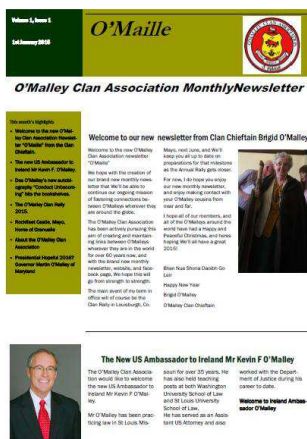 Volume 1, Issue 1
1st January 2015
O'Maille
O'Malley Clan Association MonthlyNewsletter
This month's highlights:
• Welcome to the new O'Malley Clan Association Newsletter "O'Maille" from the Clan Chieftain.
• The new US Ambassador to Ireland Mr Kevin F. O'Malley.
• Des O'Malley's new autobiography "Conduct Unbecoming" hits the bookshelves.
• The O'Malley Clan Rally 2015.
• Rockfleet Castle, Mayo. Home of Granuaile
• About the O'Malley Clan Association
• Presidential Hopeful 2016? Governor Martin O'Malley of Maryland
Welcome to our new newsletter from Clan Chieftain Brigid O'Malley
Welcome to the new O'Malley
Clan Association newsletter
"O'Maille"
We hope with the creation of
our brand new monthly newsletter
that We'll be able to
continue our ongoing mission
of fastening connections between
O'Malleys wherever they
are around the globe.
The O'Malley Clan Association
has been actively pursuing this
aim of creating and maintaining
links between O'Malleys
wherever they are in the world
for over 60 years now, and
with the brand new monthly
newsletter, website, and facebook
page, We hope this will
go from strength to strength.
The main event of my term in
office will of course be the
Clan Rally in Louisburgh, Co.
Mayo, next June, and We'll
keep you all up to date on
preparations for that milestone
as the Annual Rally gets closer.
For now, I do hope you enjoy
our new monthly newsletter,
and enjoy making contact with
your O'Malley cousins from
near and far.
I hope all of our members, and
all of the O'Malleys around the
world have had a Happy and
Peaceful Christmas, and heres
hoping We'll all have a great
2015!
Blian Nua Shona Daoibh Go
Leir
Happy New Year
Brigid O'Malley
O'Malley Clan Chieftain.
The New US Ambassador to Ireland Mr Kevin F O'Malley
The O'Malley Clan Association
would like to welcome
the new US Ambassador to
Ireland Mr Kevin F O'Malley.
Mr O'Malley has been practicing
law in St Louis Missouri
for over 35 years. He
has also held teaching
posts at both Washington
University School of Law
and St Louis University
School of Law.
He has served as an Assistant
US Attorney and also
worked with the Department
of Justice during his
career to date.
Welcome to Ireland Ambassador
O'Malley